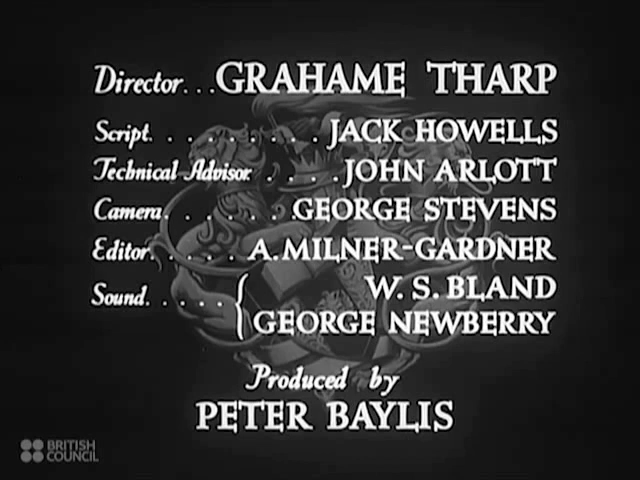 Director...GRAHAME THARP
Script.........JACK HOWELLS
Technical Advisor....JOHN ARLOTT
Camera.......GEORGE STEVENS
Editor.....A.MILNER-GARDNER
Sound.....{W.S.BLAND
GEORGE NEWBERRY
Produced by
PETER BAYLIS
BRITISH
COUNCIL